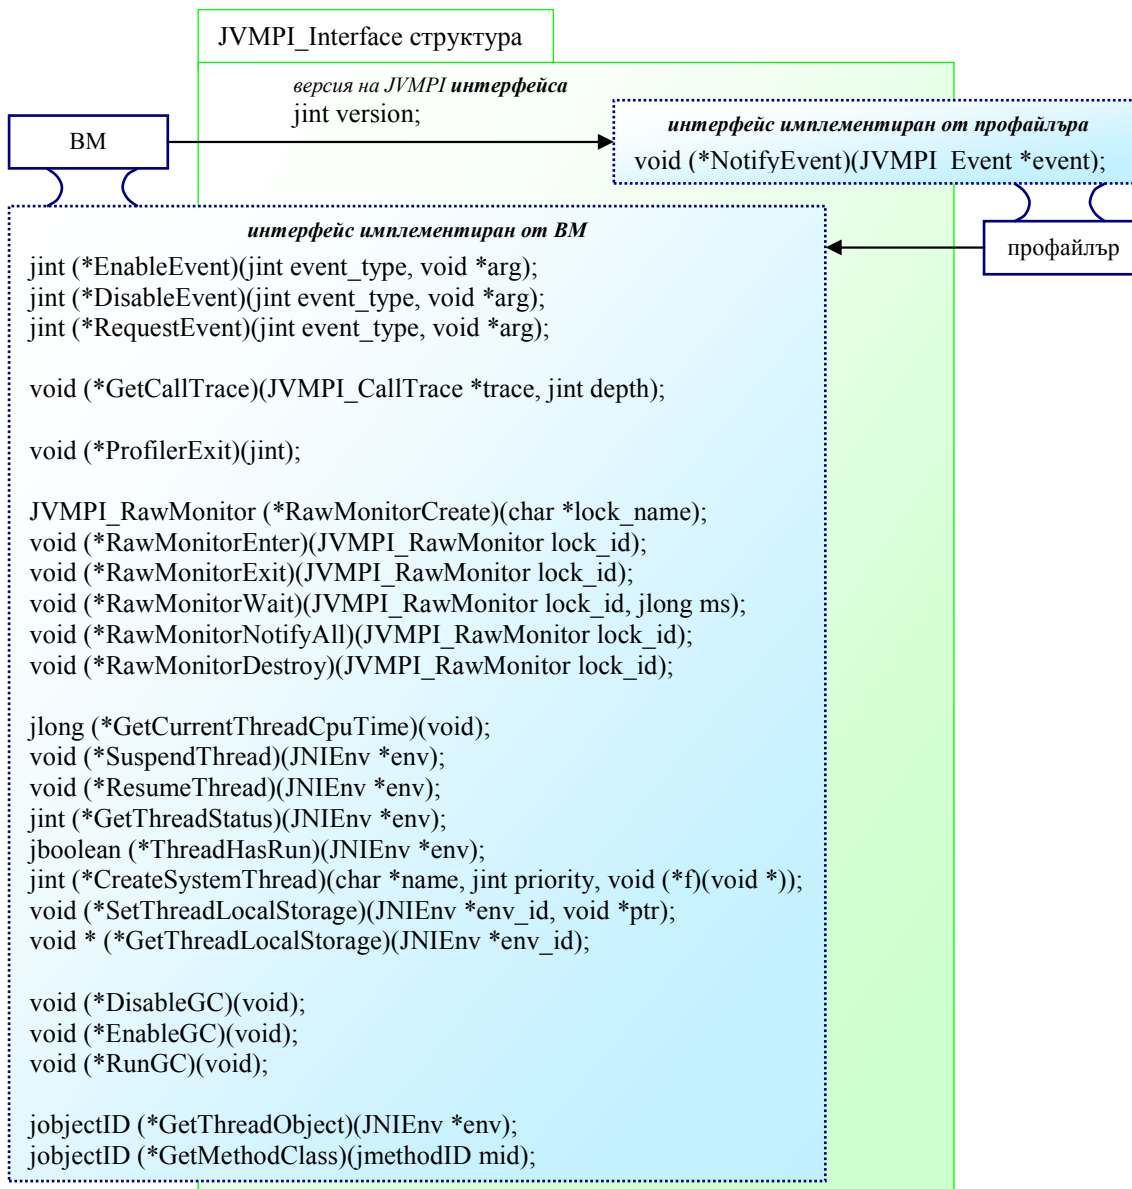 JVMPI_Interface структура
версия на JVMPI интерфейса
jint version;
ВМ
интерфейс имплементиран от профайлъра
void (*NotifyEvent)(JVMPI_Event *event);
профайлър
интерфейс имплементиран от ВМ
jint (*EnableEvent)(jint event_type, void *arg);
jint (*DisableEvent)(jint event_type, void *arg);
jint (*RequestEvent)(jint event_type, void *arg);
void (*GetCallTrace)(JVMPI_CallTrace *trace, jint depth);
void (*ProfilerExit)(jint);
JVMPI_RawMonitor (*RawMonitorCreate)(char *lock_name);
void (*RawMonitorEnter)(JVMPI_RawMonitor lock_id);
void (*RawMonitorExit)(JVMPI_RawMonitor lock_id);
void (*RawMonitorWait)(JVMPI_RawMonitor lock_id, jlong ms);
void (*RawMonitorNotifyAll)(JVMPI_RawMonitor lock_id);
void (*RawMonitorDestroy)(JVMPI_RawMonitor lock_id);
jlong (*GetCurrentThreadCpuTime)(void);
void (*SuspendThread)(JNIEnv *env);
void (*ResumeThread)(JNIEnv *env);
jint (*GetThreadStatus)(JNIEnv *env);
jboolean (*ThreadHasRun)(JNIEnv *env);
jint (*CreateSystemThread)(char *name, jint priority, void (*f)(void *));
void (*SetThreadLocalStorage)(JNIEnv *env_id, void *ptr);
void * (*GetThreadLocalStorage)(JNIEnv *env_id);
void (*DisableGC)(void);
void (*EnableGC)(void);
void (*RunGC)(void);
jobjectID (*GetThreadObject)(JNIEnv *env);
jobjectID (*GetMethodClass)(jmethodID mid);